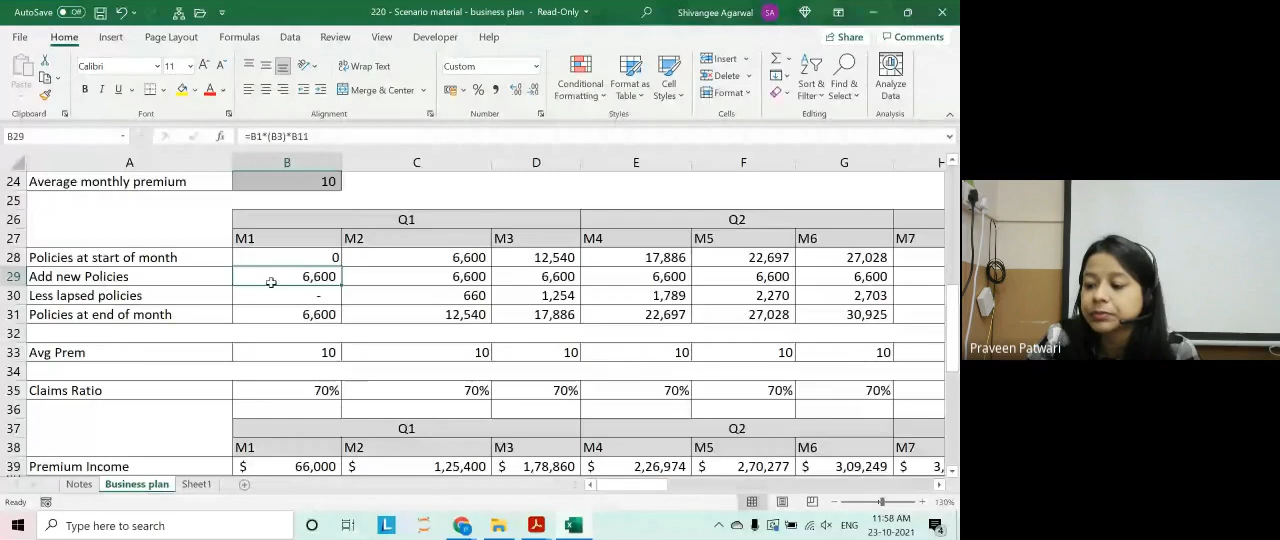 AutoSave Off 220 - Scenario material - business plan - Read-Only Shivangee Agarwal SA
File Home Insert Page Layout Formulas Data Review View Developer Help Share Comments
Paste Calibri 11 A A Wrap Text Custom Conditional Formatting Format as Table Cell Styles Insert Sort & Filter Find & Select Analyze Data
B I U A Merge & Center % , Delete
Format
Clipboard Font Alignment Number Styles Cells Editing Analysis
B29 fx =B1*(B3)*B11
A B C D E F G H
24 Average monthly premium 10
25
26 Q1 Q2
27 M1 M2 M3 M4 M5 M6 M7
28 Policies at start of month 0 6,600 12,540 17,886 22,697 27,028
29 Add new Policies 6,600 6,600 6,600 6,600 6,600 6,600
30 Less lapsed policies - 660 1,254 1,789 2,270 2,703
31 Policies at end of month 6,600 12,540 17,886 22,697 27,028 30,925
32
33 Avg Prem 10 10 10 10 10 10
34
35 Claims Ratio 70% 70% 70% 70% 70% 70%
36
37 Q1 Q2
38 M1 M2 M3 M4 M5 M6 M7
39 Premium Income $ 66,000 $ 1,25,400 $ 1,78,860 $ 2,26,974 $ 2,70,277 $ 3,09,249 $ 3,
Notes Business plan Sheet1
Ready 130%
Type here to search L ENG 11:58 AM
23-10-2021 4
Praveen Patwari